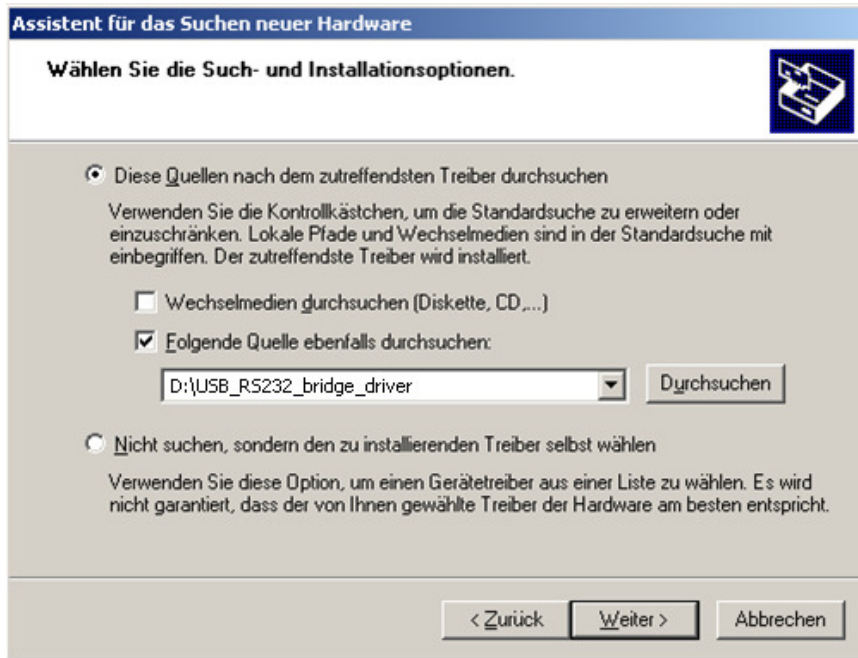 Assistent für das Suchen neuer Hardware
Wählen Sie die Such- und Installationsoptionen.
Diese Quellen nach dem zutreffendsten Treiber durchsuchen
Verwenden Sie die Kontrollkästchen, um die Standardsuche zu erweitern oder
einzuschränken. Lokale Pfade und Wechselmedien sind in der Standardsuche mit
einbegriffen. Der zutreffendste Treiber wird installiert.
Wechselmedien durchsuchen (Diskette, CD,...)
Folgende Quelle ebenfalls durchsuchen:
D:\USB_RS232_bridge_driver
Durchsuchen
Nicht suchen, sondern den zu installierenden Treiber selbst wählen
Verwenden Sie diese Option, um einen Gerätetreiber aus einer Liste zu wählen. Es wird
nicht garantiert, dass der von Ihnen gewählte Treiber der Hardware am besten entspricht.
< Zurück
Weiter >
Abbrechen